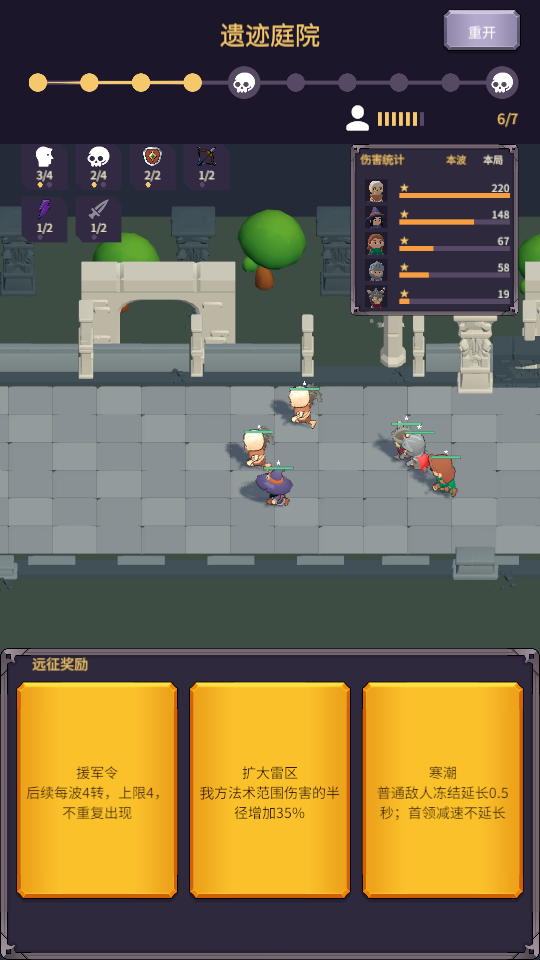 遗迹庭院
重开
6/7
伤害统计 本波 本局
3/4 2/4 2/2 1/2
1/2 1/2
220
148
67
58
19
远征奖励
援军令
后续每波4转，上限4，
不重复出现
扩大雷区
我方法术范围伤害的半
径增加35%
寒潮
普通敌人冻结延长0.5
秒；首领减速不延长